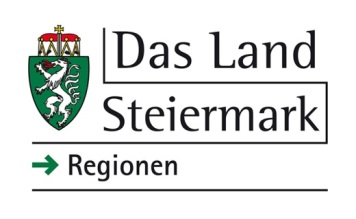 Das Land
Steiermark
→ Regionen